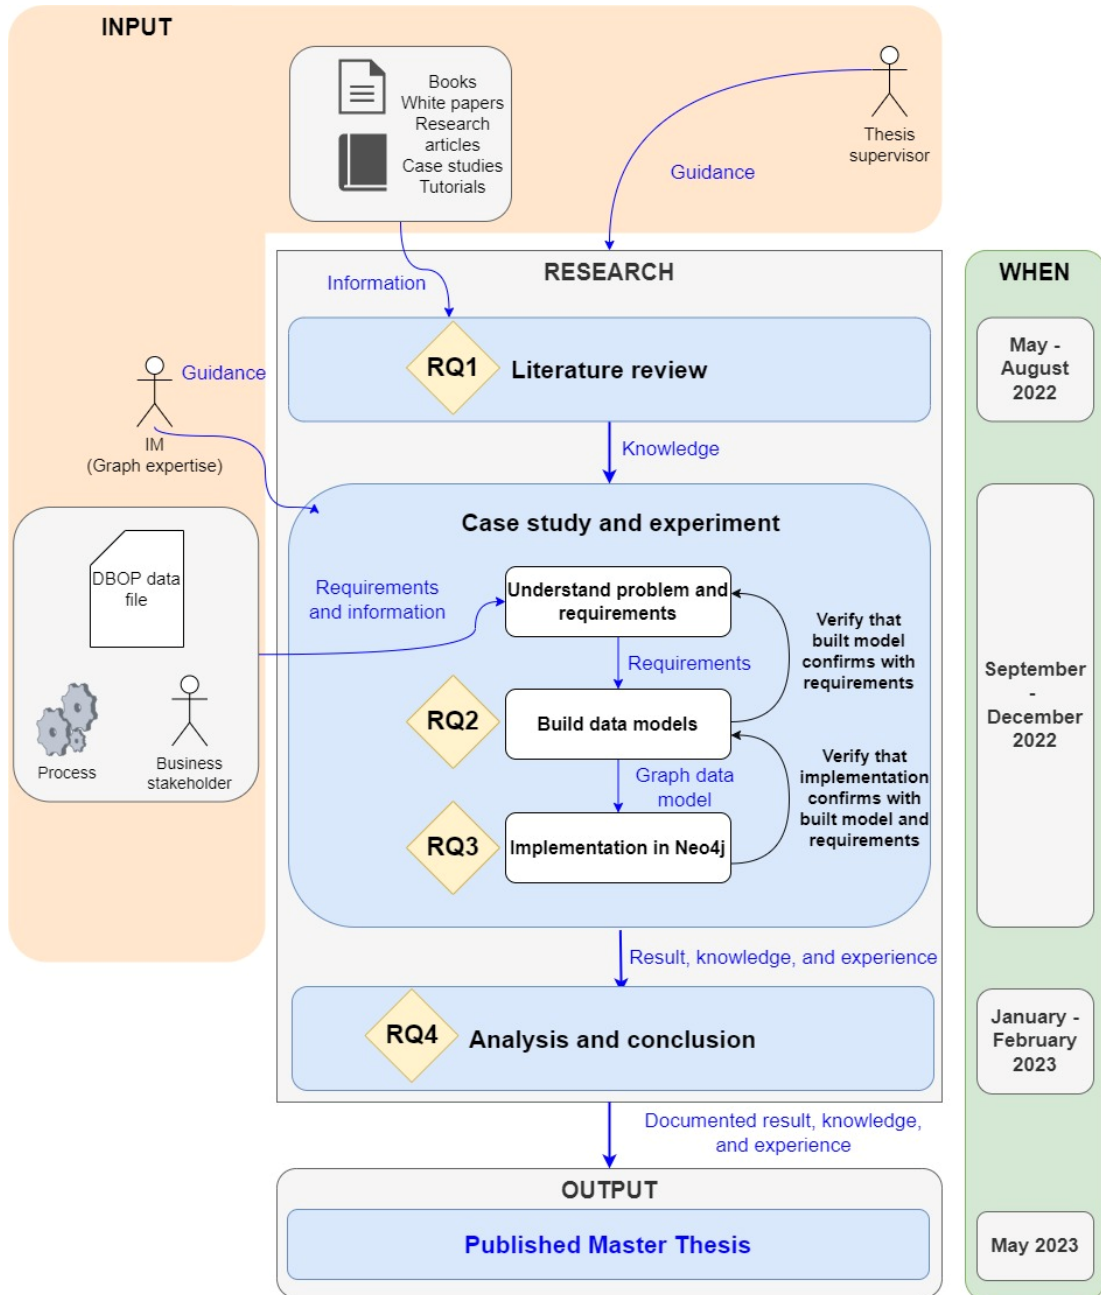 INPUT
Books
White papers
Research
articles
Case studies
Tutorials
Thesis
supervisor
Guidance
Information
RESEARCH
WHEN
RQ1
Literature review
May -
August
2022
Guidance
IM
(Graph expertise)
Knowledge
Case study and experiment
DBOP data
file
Process
Business
stakeholder
Requirements
and information
Understand problem and
requirements
Verify that
built model
confirms with
requirements
Requirements
RQ2
Build data models
Graph data
model
Verify that
implementation
confirms with
built model and
requirements
RQ3
Implementation in Neo4j
September
-
December
2022
Result, knowledge, and experience
RQ4
Analysis and conclusion
January -
February
2023
Documented result, knowledge,
and experience
OUTPUT
Published Master Thesis
May 2023